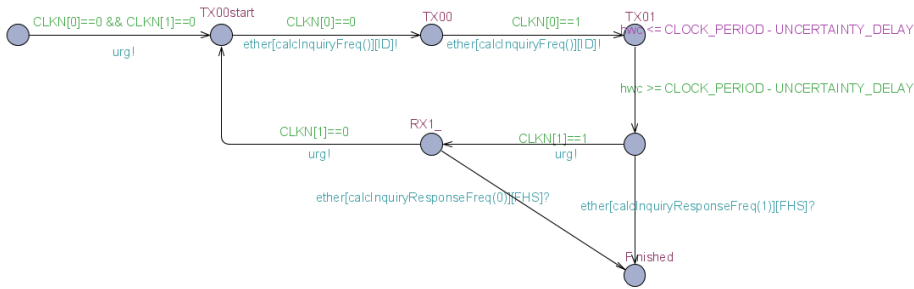 TX00start
TX00
TX01
CLKN[0]==0 && CLKN[1]==0
CLKN[0]==0
CLKN[0]==1
hwc <= CLOCK_PERIOD - UNCERTAINTY_DELAY
urg!
ether[calcInquiryFreq()][ID]!
ether[calcInquiryFreq()][ID]!
hwc >= CLOCK_PERIOD - UNCERTAINTY_DELAY
RX1_
CLKN[1]==0
CLKN[1]==1
urg!
urg!
ether[calcInquiryResponseFreq(0)][FHS]?
ether[calcInquiryResponseFreq(1)][FHS]?
Finished